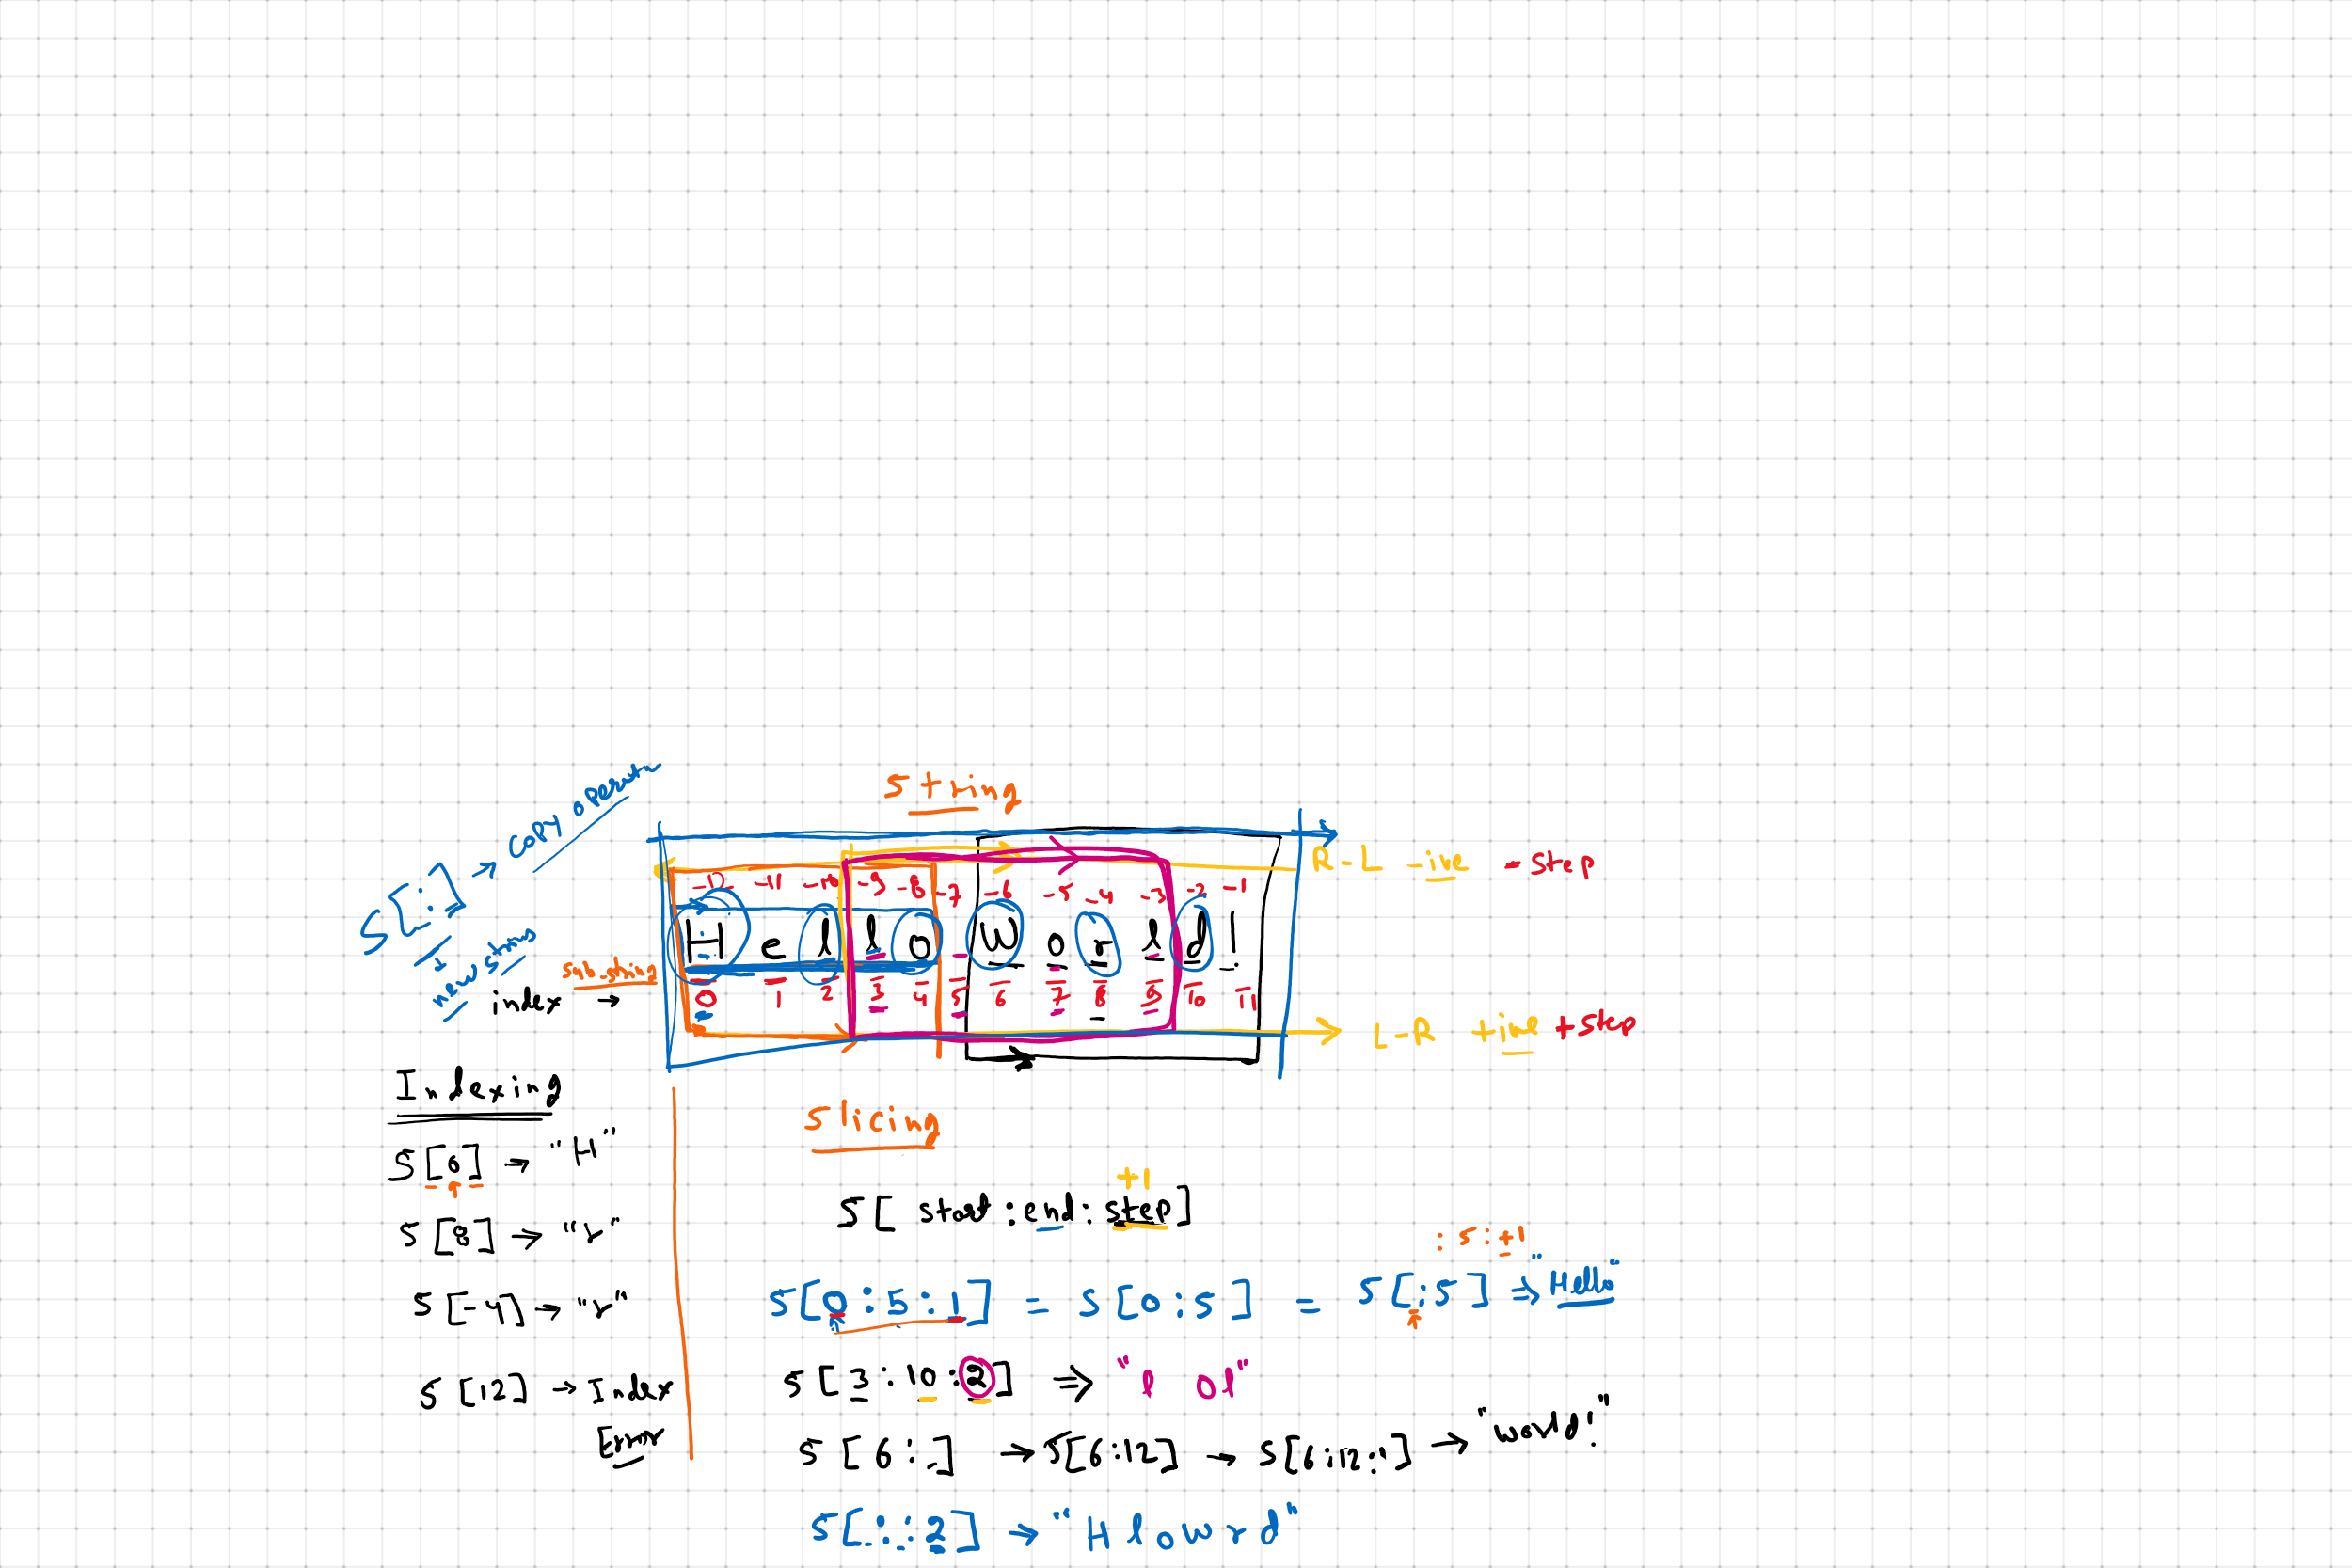 String
S[:] → copy operator
new string
R-L -ive -step
-12 -11 -10 -9 -8 -7 -6 -5 -4 -3 -2 -1
H e l l o W o r l d !
sub-string
index → 0 1 2 3 4 5 6 7 8 9 10 11
L-R +ive +step
Indexing
S[0] → "H"
S[8] → "r"
S[-4] → "r"
S[12] → Index
Error
Slicing
+1
S[ start : end : step ]
: 5 : +1
S[0:5:1] = S[0:5] = S[:5] ⇒ "Hello"
S[3:10:2] ⇒ "l ol"
S[6:] → S[6:12] → S[6:12:1] → "World!"
S[::2] → "Hlowrd"